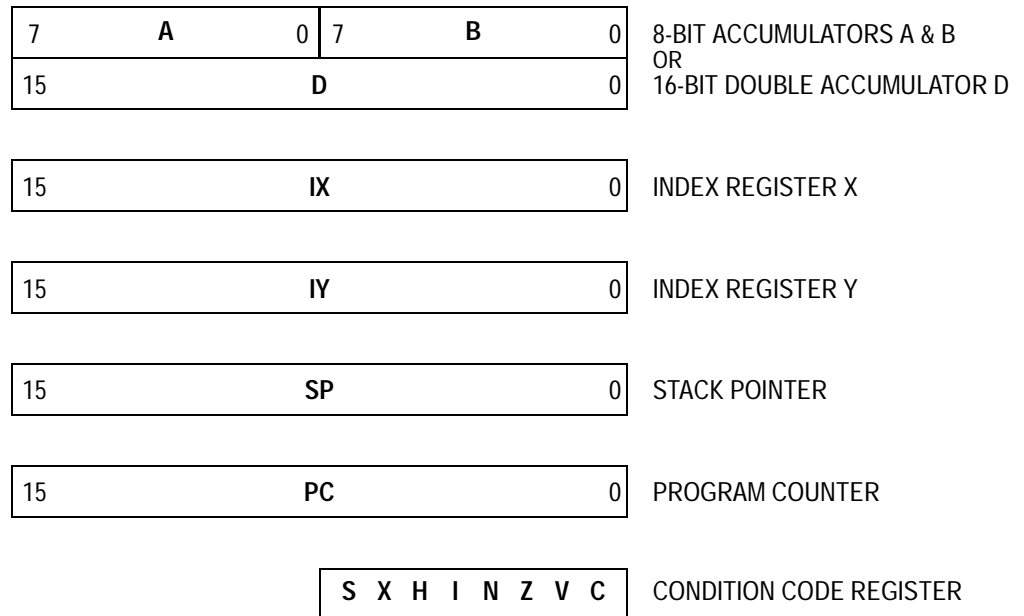 7 A 0 7 B 0 8-BIT ACCUMULATORS A & B
OR
15 D 0 16-BIT DOUBLE ACCUMULATOR D
15 IX 0 INDEX REGISTER X
15 IY 0 INDEX REGISTER Y
15 SP 0 STACK POINTER
15 PC 0 PROGRAM COUNTER
S X H I N Z V C CONDITION CODE REGISTER